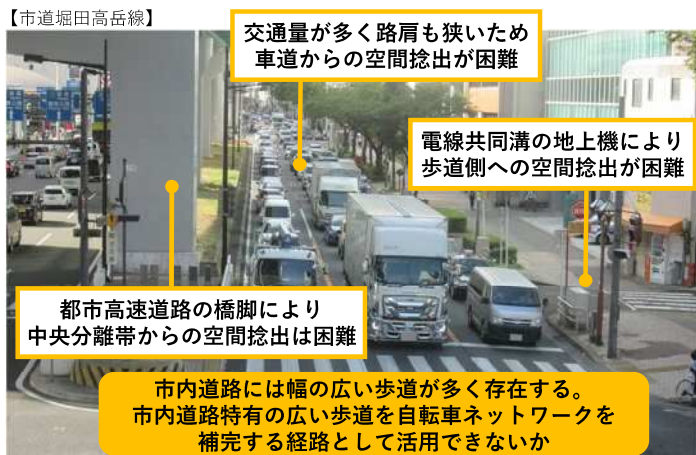 【市道堀田高岳線】
交通量が多く路肩も狭いため
車道からの空間捻出が困難
電線共同溝の地上機により
歩道側への空間捻出が困難
都市高速道路の橋脚により
中央分離帯からの空間捻出は困難
市内道路には幅の広い歩道が多く存在する。
市内道路特有の広い歩道を自転車ネットワークを
補完する経路として活用できないか